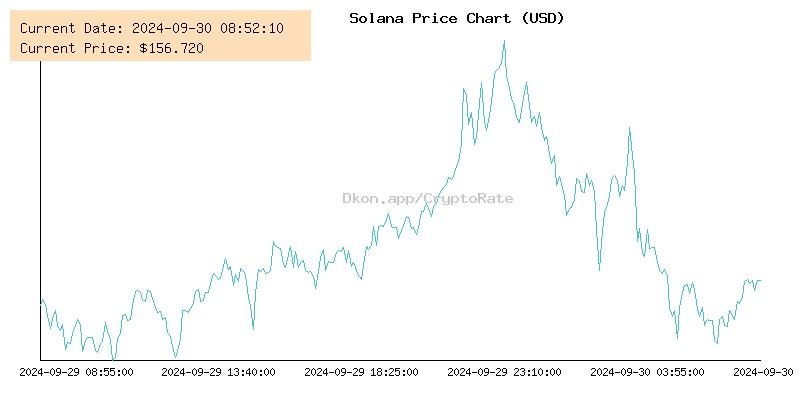 Solana Price Chart (USD)
Current Date: 2024-09-30 08:52:10
Current Price: $156.720
Dkon.app/CryptoRate
2024-09-29 08:55:00 2024-09-29 13:40:00 2024-09-29 18:25:00 2024-09-29 23:10:00 2024-09-30 03:55:00 2024-09-30